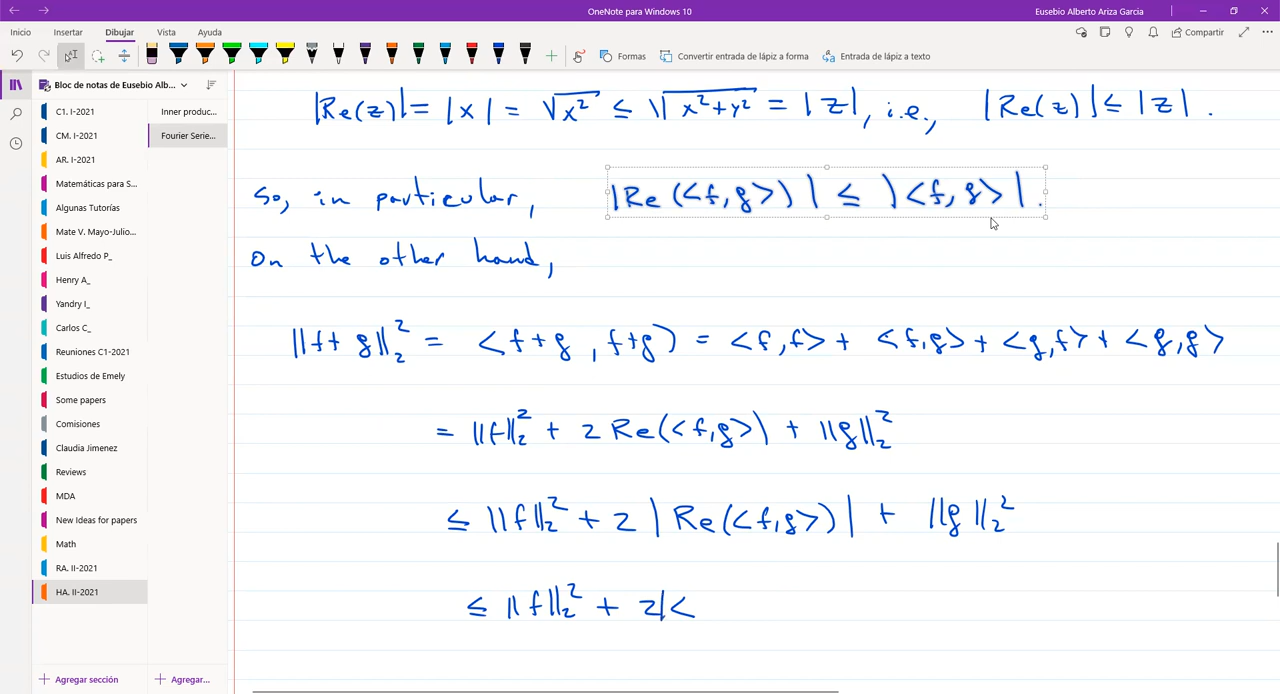 OneNote para Windows 10
Eusebio Alberto Ariza Garcia
Inicio Insertar Dibujar Vista Ayuda
Compartir
Formas
Convertir entrada de lápiz a forma
Entrada de lápiz a texto
Bloc de notas de Eusebio Alb...
C1. I-2021
CM. I-2021
AR. I-2021
Matemáticas para S...
Algunas Tutorías
Mate V. Mayo-Julio...
Luis Alfredo P_
Henry A_
Yandry I_
Carlos C_
Reuniones C1-2021
Estudios de Emely
Some papers
Comisiones
Claudia Jimenez
Reviews
MDA
New Ideas for papers
Math
RA. II-2021
HA. II-2021
Agregar sección
Inner produc...
Fourier Serie...
Agregar...
|Re(z)| = |x| = √x² ≤ √x²+y² = |z|, i.e., |Re(z)| ≤ |z|.
So, in particular, |Re(<f,g>)| ≤ |<f,g>|.
On the other hand,
||f+g||₂² = <f+g, f+g) = <f,f> + <f,g> + <g,f> + <g,g>
= ||f||₂² + 2 Re(<f,g>) + ||g||₂²
≤ ||f||₂² + 2 |Re(<f,g>)| + ||g||₂²
≤ ||f||₂² + 2|<